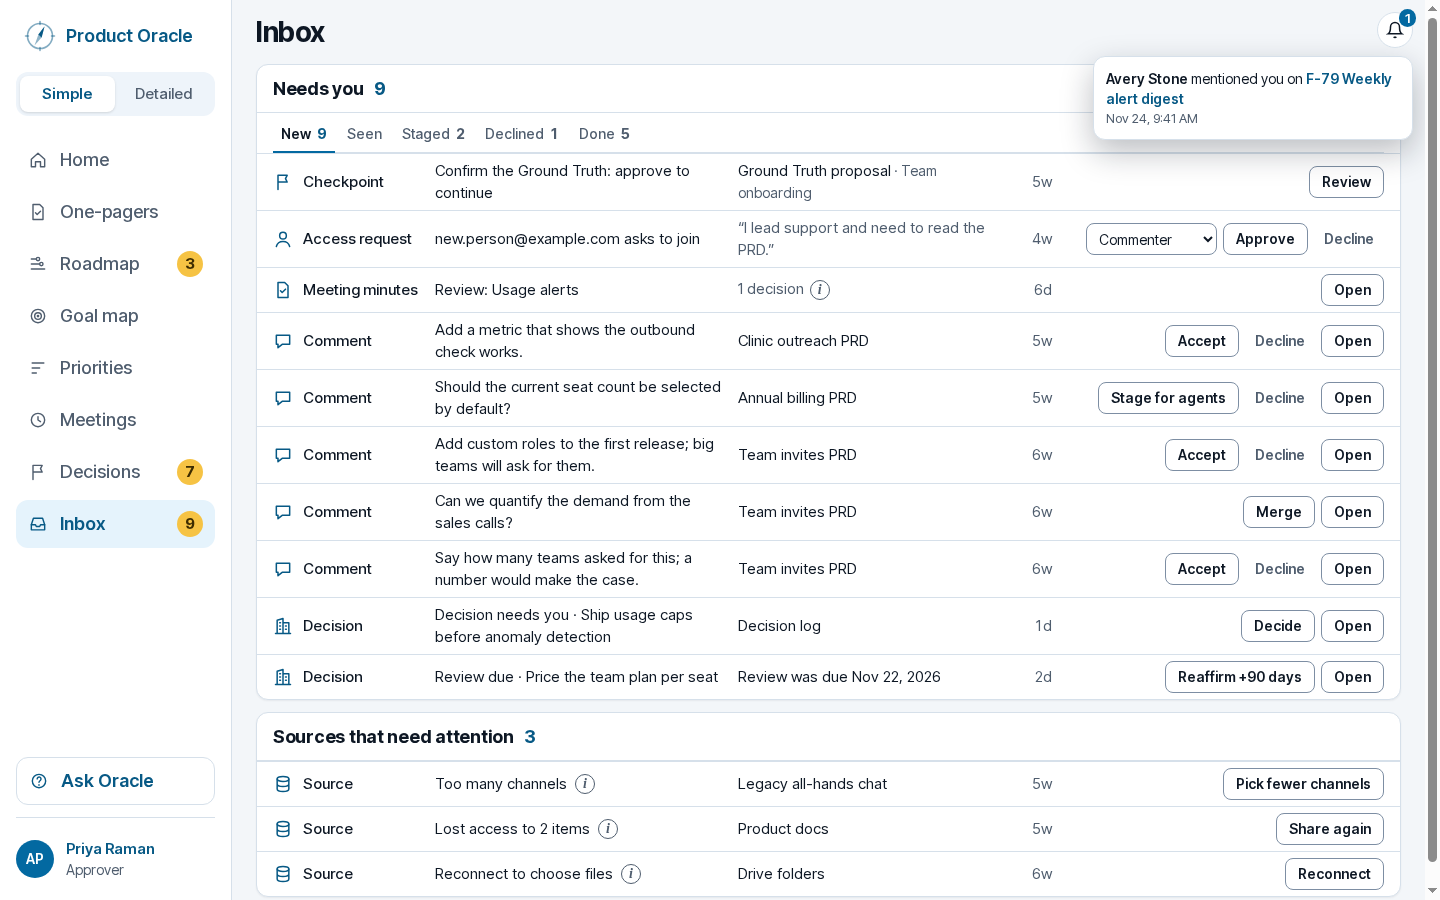 Product Oracle
Simple
Detailed
Home
One-pagers
Roadmap 3
Goal map
Priorities
Meetings
Decisions 7
Inbox 9
Ask Oracle
AP
Priya Raman
Approver
Inbox
1
Avery Stone mentioned you on F-79 Weekly
alert digest
Nov 24, 9:41 AM
Needs you 9
New 9 Seen Staged 2 Declined 1 Done 5
Checkpoint
Confirm the Ground Truth: approve to
continue
Ground Truth proposal · Team
onboarding
5w
Review
Access request
new.person@example.com asks to join
“I lead support and need to read the
PRD.”
4w
Commenter
Approve
Decline
Meeting minutes
Review: Usage alerts
1 decision i
6d
Open
Comment
Add a metric that shows the outbound
check works.
Clinic outreach PRD
5w
Accept
Decline
Open
Comment
Should the current seat count be selected
by default?
Annual billing PRD
5w
Stage for agents
Decline
Open
Comment
Add custom roles to the first release; big
teams will ask for them.
Team invites PRD
6w
Accept
Decline
Open
Comment
Can we quantify the demand from the
sales calls?
Team invites PRD
6w
Merge
Open
Comment
Say how many teams asked for this; a
number would make the case.
Team invites PRD
6w
Accept
Decline
Open
Decision
Decision needs you · Ship usage caps
before anomaly detection
Decision log
1d
Decide
Open
Decision
Review due · Price the team plan per seat
Review was due Nov 22, 2026
2d
Reaffirm +90 days
Open
Sources that need attention 3
Source
Too many channels i
Legacy all-hands chat
5w
Pick fewer channels
Source
Lost access to 2 items i
Product docs
5w
Share again
Source
Reconnect to choose files i
Drive folders
6w
Reconnect